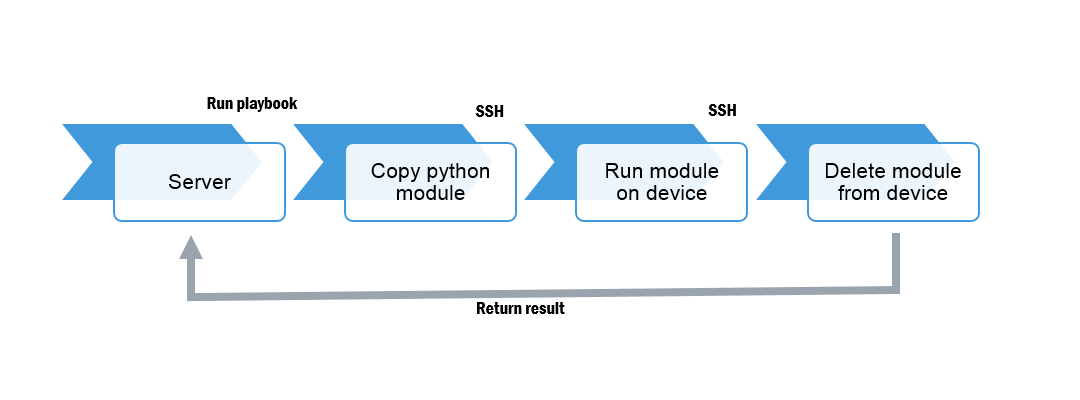 Run playbook
SSH
SSH
Server
Copy python
module
Run module
on device
Delete module
from device
Return result